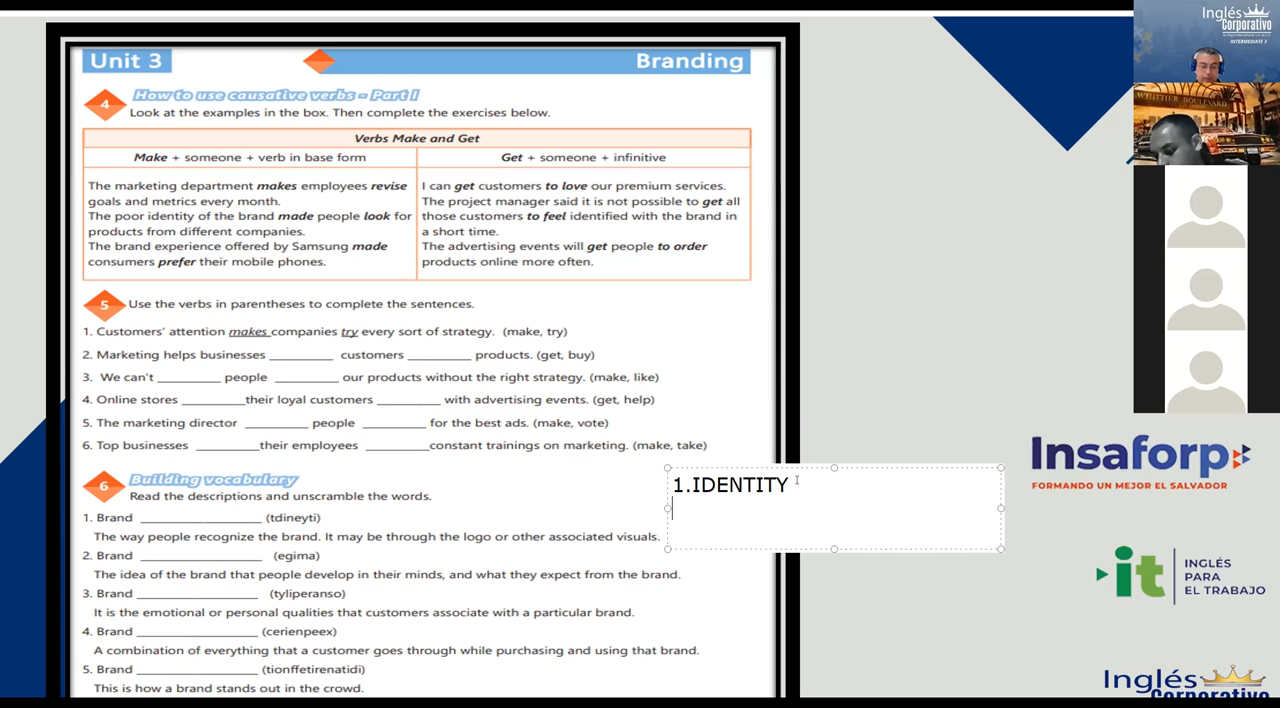 Unit 3
Branding
4
How to use causative verbs – Part I
Look at the examples in the box. Then complete the exercises below.
Verbs Make and Get
Make + someone + verb in base form
Get + someone + infinitive
The marketing department makes employees revise
goals and metrics every month.
The poor identity of the brand made people look for
products from different companies.
The brand experience offered by Samsung made
consumers prefer their mobile phones.
I can get customers to love our premium services.
The project manager said it is not possible to get all
those customers to feel identified with the brand in
a short time.
The advertising events will get people to order
products online more often.
5
Use the verbs in parentheses to complete the sentences.
1. Customers’ attention makes companies try every sort of strategy. (make, try)
2. Marketing helps businesses __________ customers __________ products. (get, buy)
3. We can’t __________ people __________ our products without the right strategy. (make, like)
4. Online stores __________their loyal customers __________ with advertising events. (get, help)
5. The marketing director __________ people __________ for the best ads. (make, vote)
6. Top businesses __________their employees __________constant trainings on marketing. (make, take)
6
Building vocabulary
Read the descriptions and unscramble the words.
1. Brand ____________________ (tdineyti)
The way people recognize the brand. It may be through the logo or other associated visuals.
2. Brand ____________________ (egima)
The idea of the brand that people develop in their minds, and what they expect from the brand.
3. Brand ____________________ (tyliperanso)
It is the emotional or personal qualities that customers associate with a particular brand.
4. Brand ____________________ (cerienpeex)
A combination of everything that a customer goes through while purchasing and using that brand.
5. Brand ____________________ (tionffetirenatidi)
This is how a brand stands out in the crowd.
1.IDENTITY
Inglés
Corporativo
INTERMEDIATE 3
WHITTIER BOULEVARD
Insaforp
FORMANDO UN MEJOR EL SALVADOR
it
INGLÉS
PARA
EL TRABAJO
Inglés
Corporativo